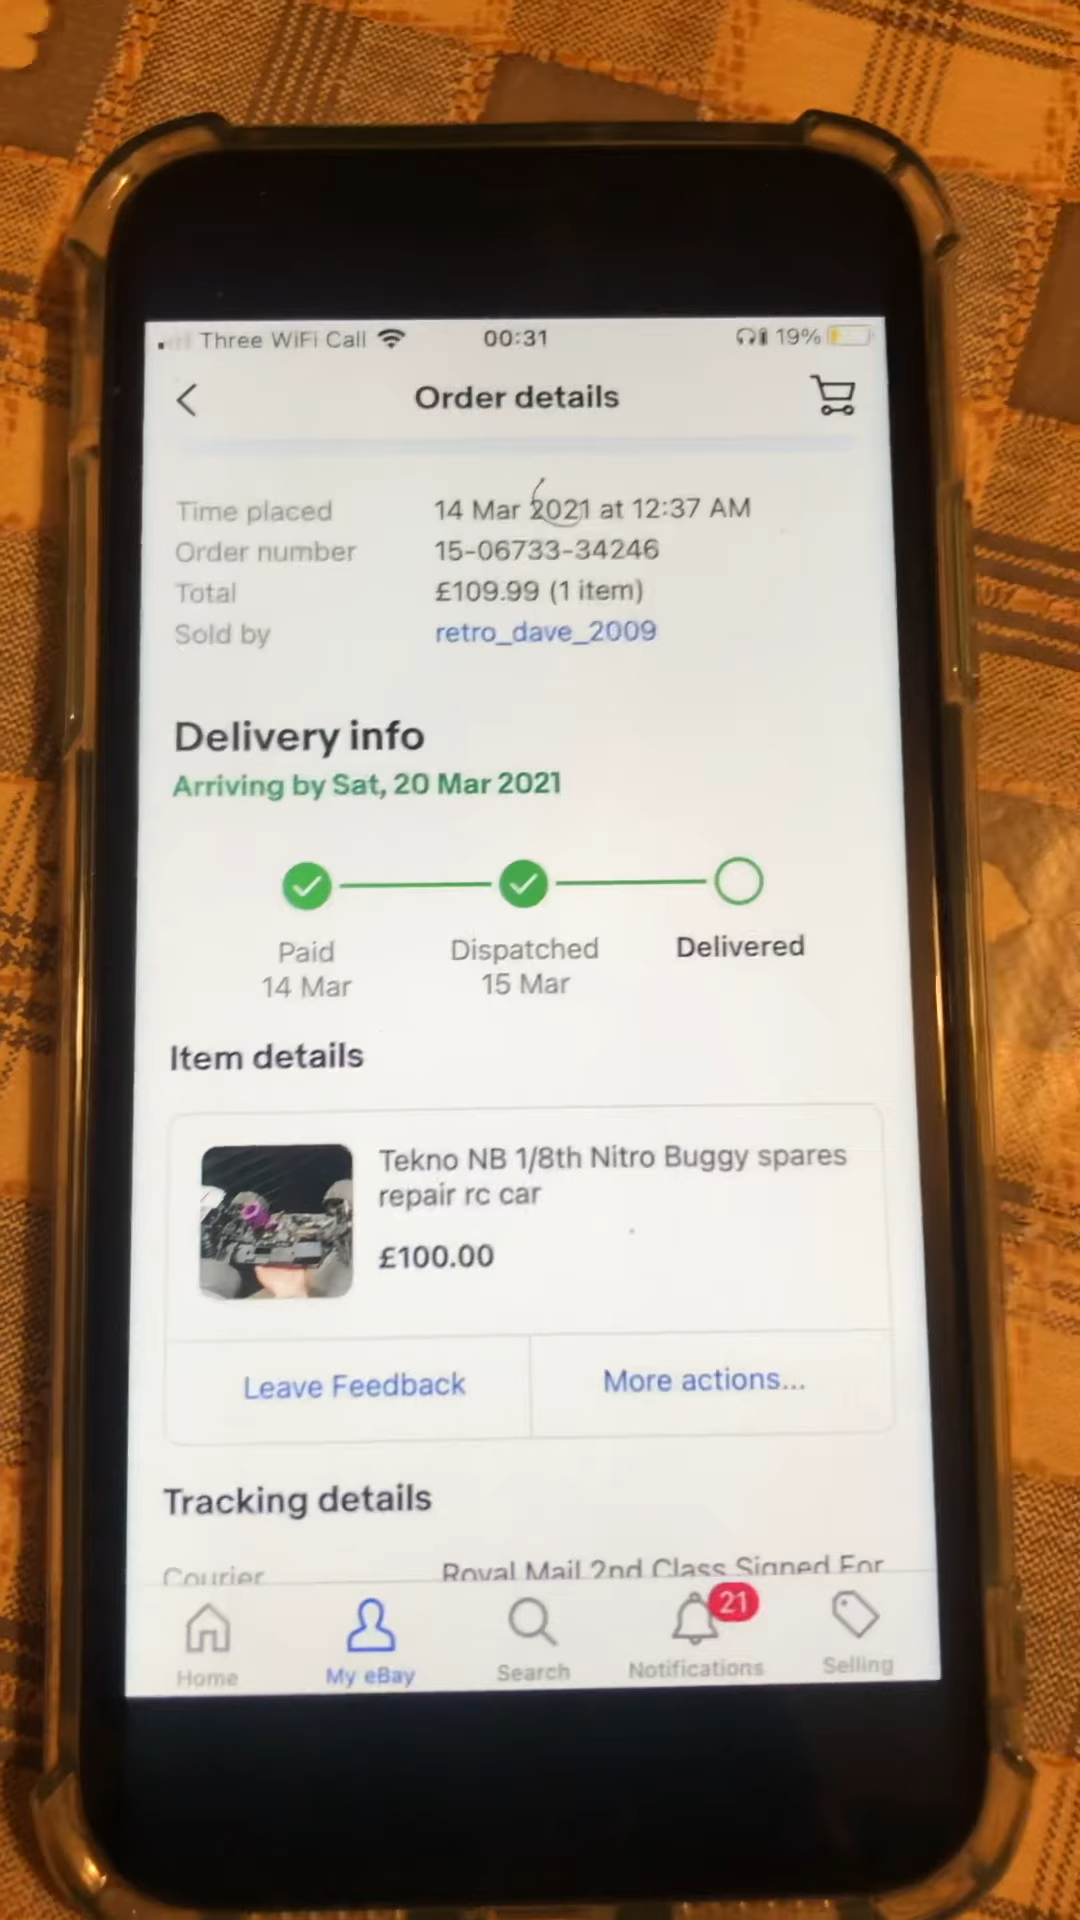 Three WiFi Call 00:31 19%
Order details
Time placed 14 Mar 2021 at 12:37 AM
Order number 15-06733-34246
Total £109.99 (1 item)
Sold by retro_dave_2009
Delivery info
Arriving by Sat, 20 Mar 2021
Paid Dispatched Delivered
14 Mar 15 Mar
Item details
Tekno NB 1/8th Nitro Buggy spares
repair rc car
£100.00
Leave Feedback More actions...
Tracking details
Courier Royal Mail 2nd Class Signed For
21
Home My eBay Search Notifications Selling